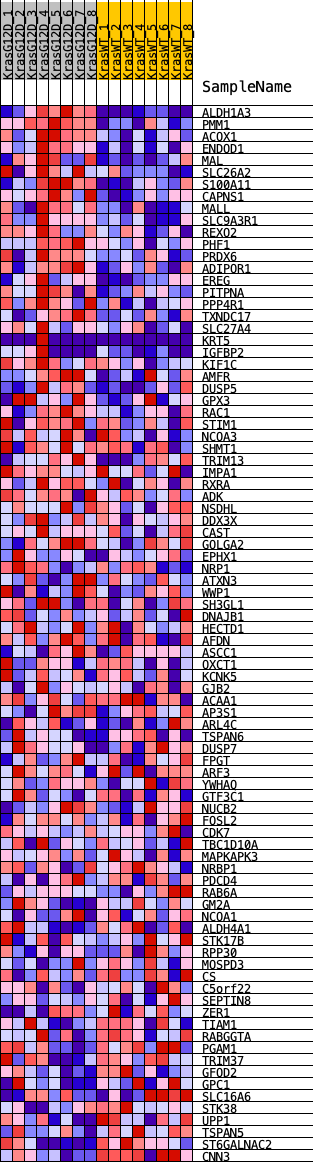 KrasG12D_1
KrasG12D_2
KrasG12D_3
KrasG12D_4
KrasG12D_5
KrasG12D_6
KrasG12D_7
KrasG12D_8
KrasWT_1
KrasWT_2
KrasWT_3
KrasWT_4
KrasWT_5
KrasWT_6
KrasWT_7
KrasWT_8
SampleName
ALDH1A3
PMM1
ACOX1
ENDOD1
MAL
SLC26A2
S100A11
CAPNS1
MALL
SLC9A3R1
REXO2
PHF1
PRDX6
ADIPOR1
EREG
PITPNA
PPP4R1
TXNDC17
SLC27A4
KRT5
IGFBP2
KIF1C
AMFR
DUSP5
GPX3
RAC1
STIM1
NCOA3
SHMT1
TRIM13
IMPA1
RXRA
ADK
NSDHL
DDX3X
CAST
GOLGA2
EPHX1
NRP1
ATXN3
WWP1
SH3GL1
DNAJB1
HECTD1
AFDN
ASCC1
OXCT1
KCNK5
GJB2
ACAA1
AP3S1
ARL4C
TSPAN6
DUSP7
FPGT
ARF3
YWHAQ
GTF3C1
NUCB2
FOSL2
CDK7
TBC1D10A
MAPKAPK3
NRBP1
PDCD4
RAB6A
GM2A
NCOA1
ALDH4A1
STK17B
RPP30
MOSPD3
CS
C5orf22
SEPTIN8
ZER1
TIAM1
RABGGTA
PGAM1
TRIM37
GFOD2
GPC1
SLC16A6
STK38
UPP1
TSPAN5
ST6GALNAC2
CNN3